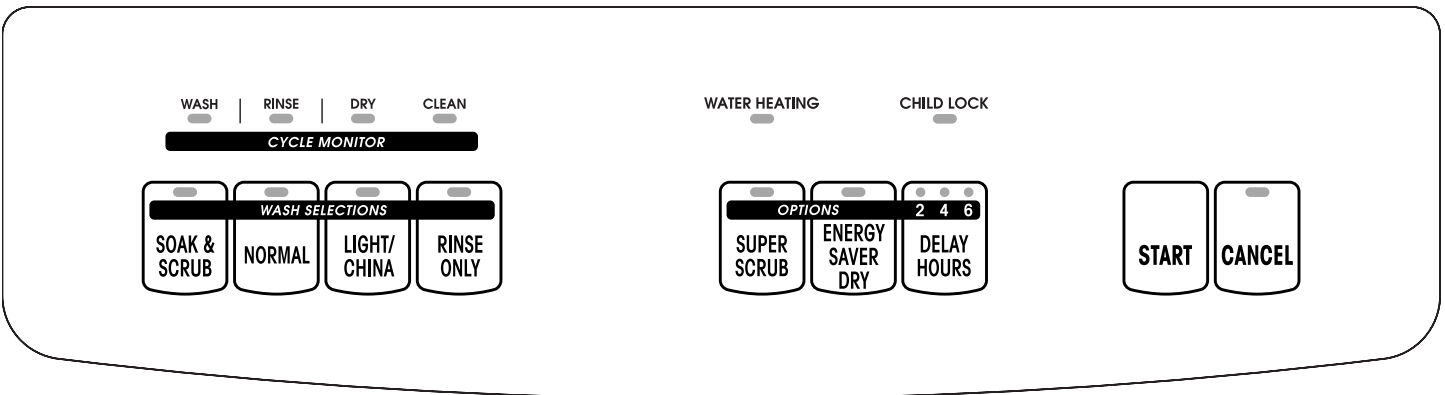 WASH | RINSE | DRY CLEAN
CYCLE MONITOR
WASH SELECTIONS
SOAK &
SCRUB
NORMAL
LIGHT/
CHINA
RINSE
ONLY
WATER HEATING
CHILD LOCK
OPTIONS
2 4 6
SUPER
SCRUB
ENERGY
SAVER
DRY
DELAY
HOURS
START
CANCEL